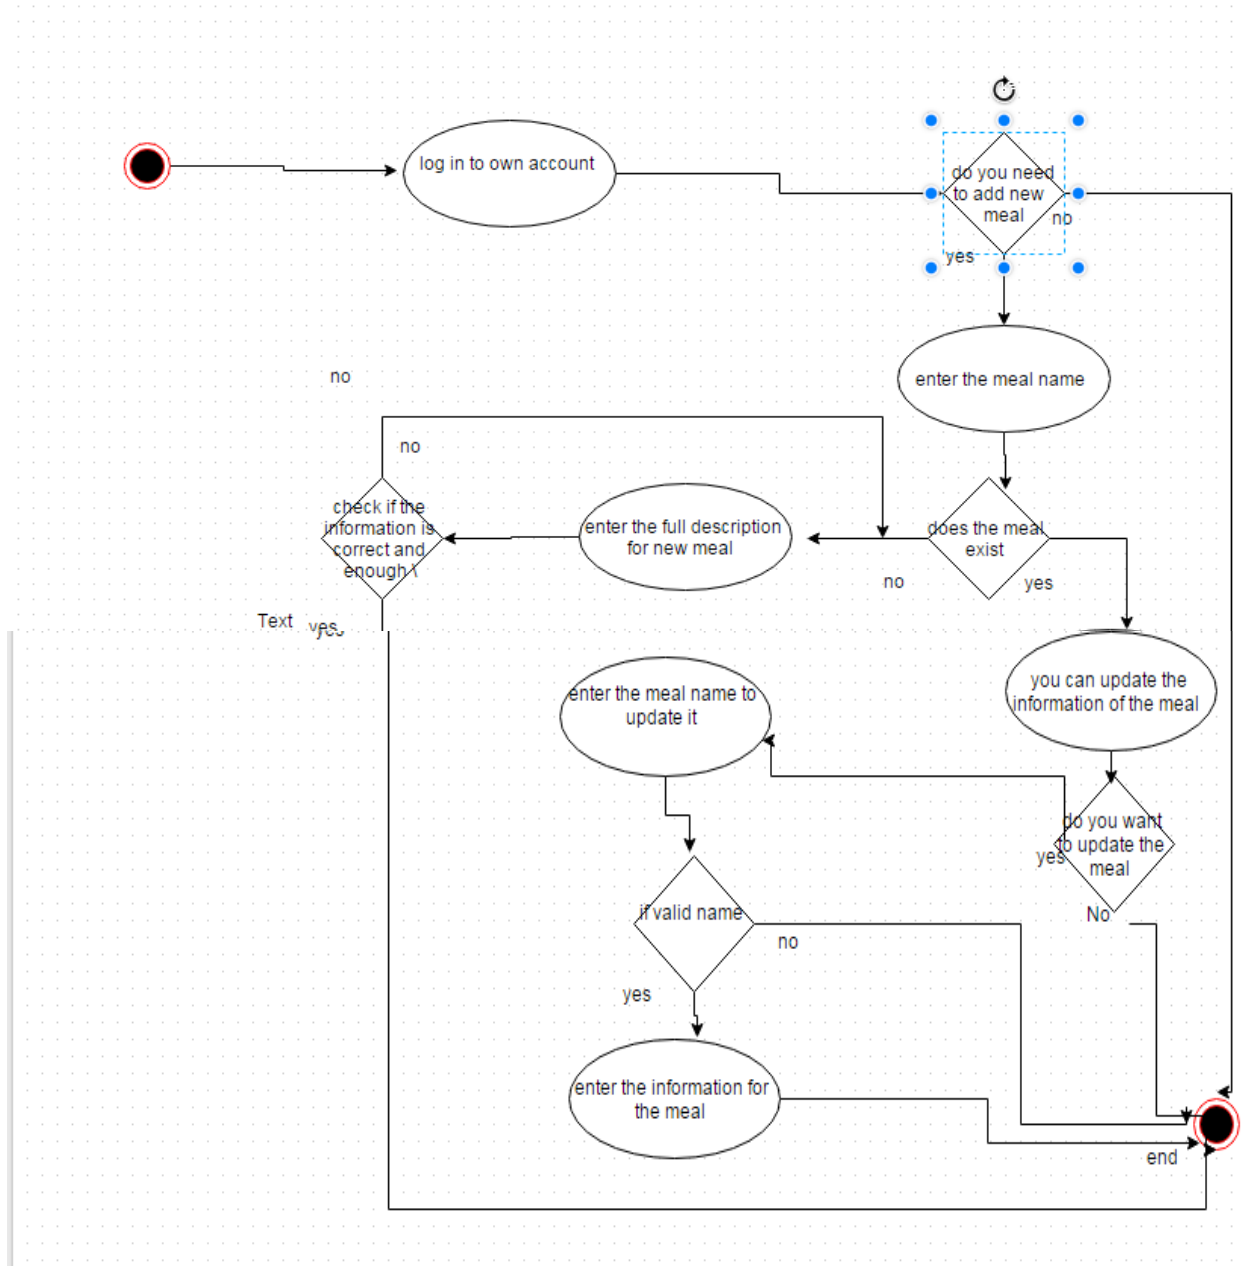 log in to own account
do you need
to add new
meal
no
yes
enter the meal name
no
no
check if the
information is
correct and
enough \
enter the full description
for new meal
does the meal
exist
no
yes
Text
yes
yes
you can update the
information of the meal
enter the meal name to
update it
do you want
to update the
meal
yes
No
if valid name
no
yes
enter the information for
the meal
end